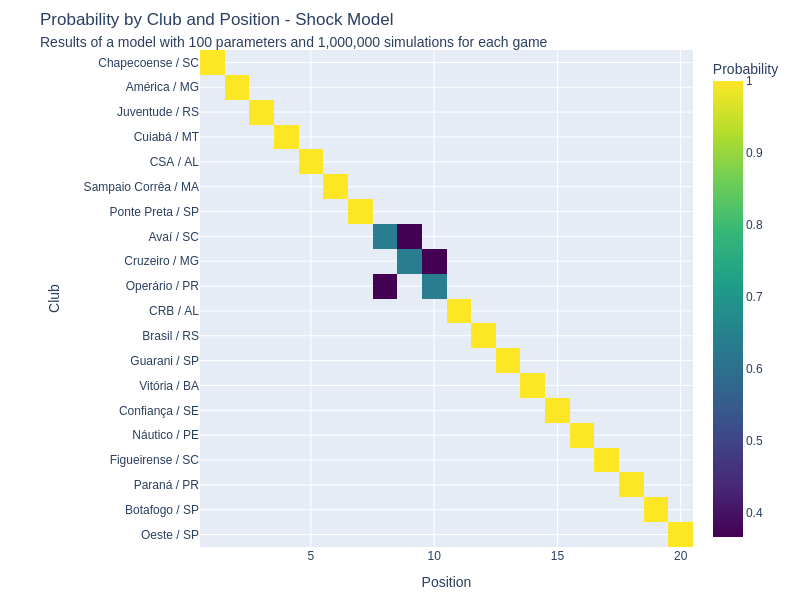 Probability by Club and Position - Shock Model
Results of a model with 100 parameters and 1,000,000 simulations for each game
Chapecoense / SC
América / MG
Juventude / RS
Cuiabá / MT
CSA / AL
Sampaio Corrêa / MA
Ponte Preta / SP
Avaí / SC
Cruzeiro / MG
Operário / PR
CRB / AL
Brasil / RS
Guarani / SP
Vitória / BA
Confiança / SE
Náutico / PE
Figueirense / SC
Paraná / PR
Botafogo / SP
Oeste / SP
Club
5
10
15
20
Position
Probability
1
0.9
0.8
0.7
0.6
0.5
0.4